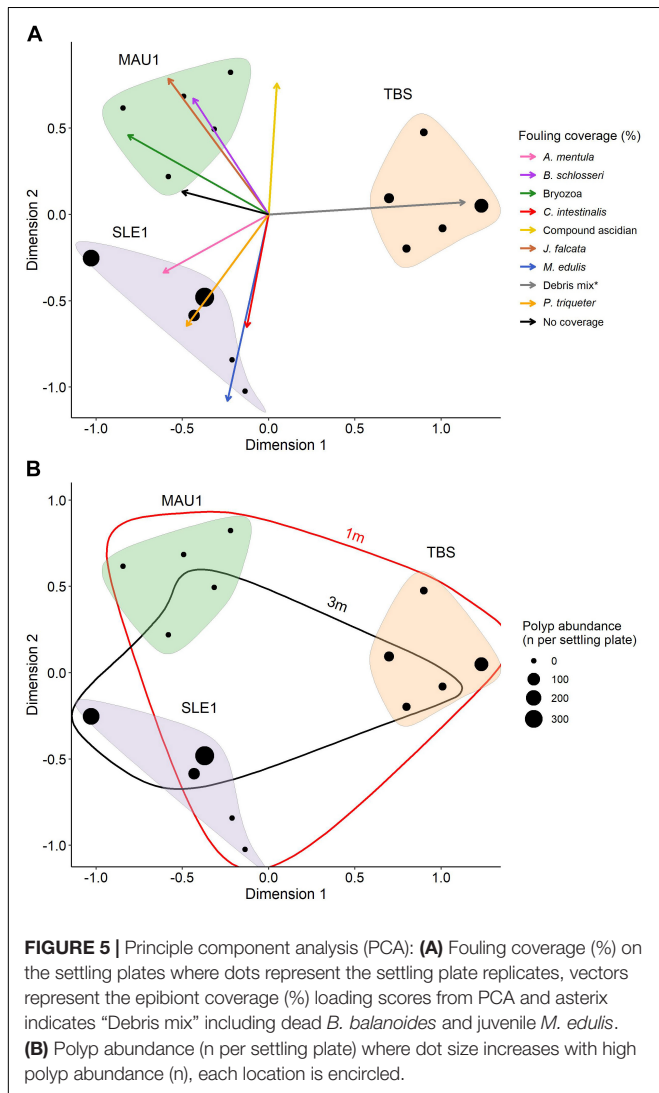 A
MAU1
TBS
SLE1
0.5
0.0
-0.5
-1.0
Dimension 2
-1.0
-0.5
0.0
0.5
1.0
Dimension 1
Fouling coverage (%)
A. mentula
B. schlosseri
Bryozoa
C. intestinalis
Compound ascidian
J. falcata
M. edulis
Debris mix*
P. triqueter
No coverage
B
MAU1
1m
TBS
3m
SLE1
1.0
0.5
0.0
-0.5
-1.0
Dimension 2
-1.0
-0.5
0.0
0.5
1.0
Dimension 1
Polyp abundance
(n per settling plate)
0
100
200
300
FIGURE 5 | Principle component analysis (PCA): (A) Fouling coverage (%) on
the settling plates where dots represent the settling plate replicates, vectors
represent the epibiont coverage (%) loading scores from PCA and asterix
indicates “Debris mix” including dead B. balanoides and juvenile M. edulis.
(B) Polyp abundance (n per settling plate) where dot size increases with high
polyp abundance (n), each location is encircled.